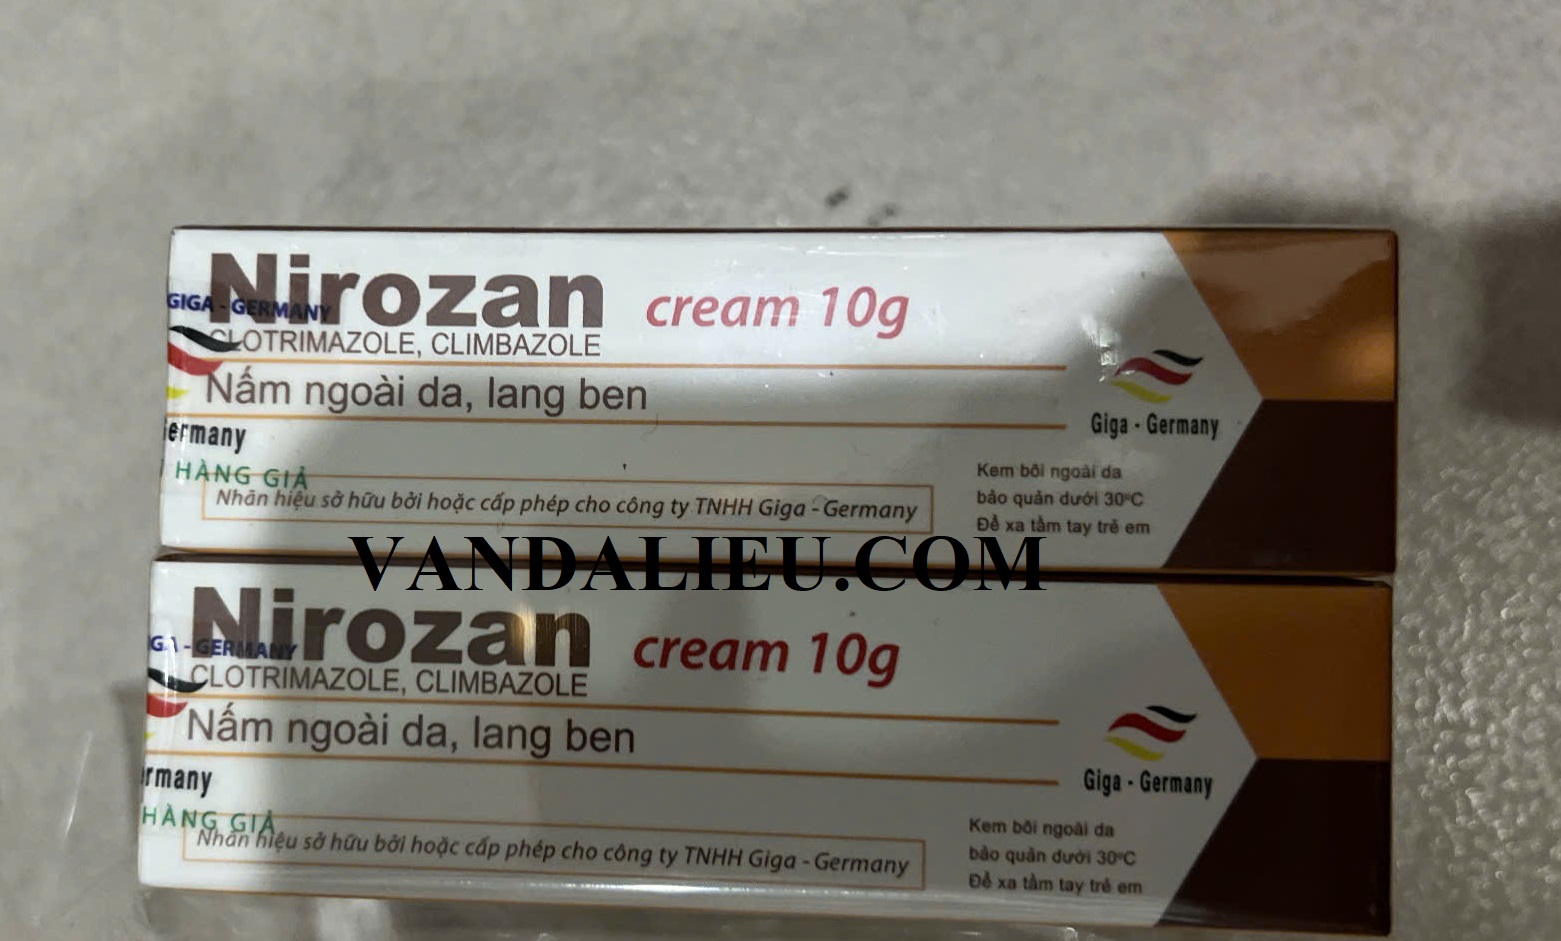 Nirozan cream 10g
GIGA - GERMANY
CLOTRIMAZOLE, CLIMBAZOLE
Nấm ngoài da, lang ben
Giga - Germany
ermany
HÀNG GIẢ
Nhãn hiệu sở hữu bởi hoặc cấp phép cho công ty TNHH Giga - Germany
Kem bôi ngoài da
bảo quản dưới 30ºC
Để xa tầm tay trẻ em
VANDALIEU.COM
Nirozan cream 10g
GA - GERMANY
CLOTRIMAZOLE, CLIMBAZOLE
Nấm ngoài da, lang ben
Giga - Germany
rmany
HÀNG GIẢ
Nhãn hiệu sở hữu bởi hoặc cấp phép cho công ty TNHH Giga - Germany
Kem bôi ngoài da
bảo quản dưới 30ºC
Để xa tầm tay trẻ em